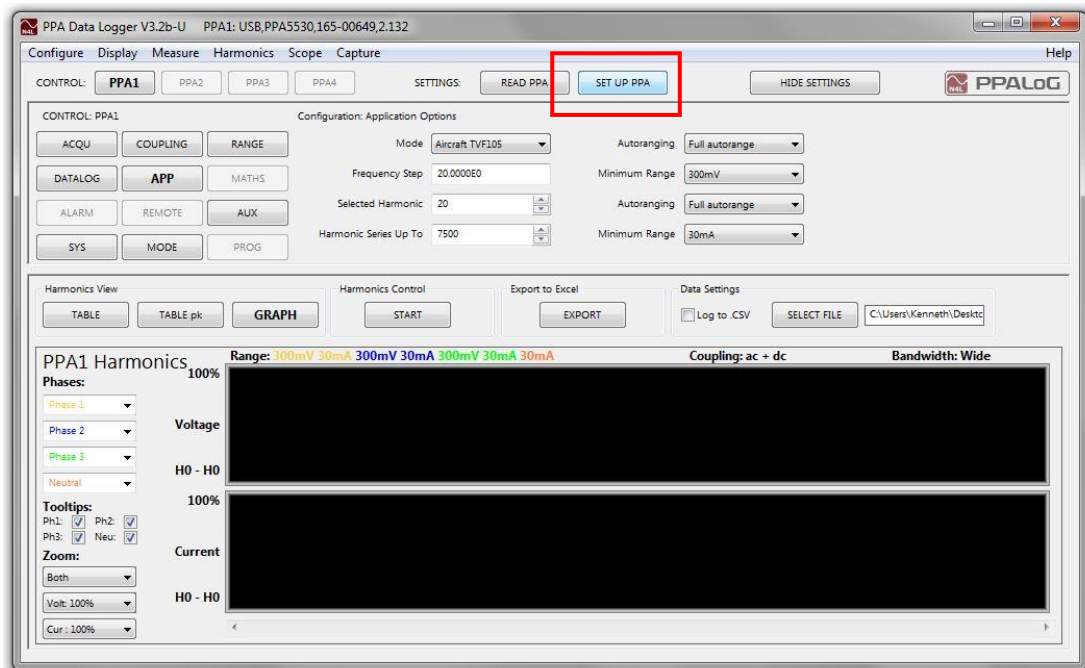 PPA Data Logger V3.2b-U PPA1: USB,PPA5530,165-00649,2.132
Configure Display Measure Harmonics Scope Capture Help
CONTROL: PPA1 PPA2 PPA3 PPA4 SETTINGS: READ PPA SET UP PPA HIDE SETTINGS N4L PPALoG
CONTROL: PPA1 Configuration: Application Options
ACQU COUPLING RANGE Mode Aircraft TVF105 Autoranging Full autorange
DATALOG APP MATHS Frequency Step 20.0000E0 Minimum Range 300mV
ALARM REMOTE AUX Selected Harmonic 20 Autoranging Full autorange
SYS MODE PROG Harmonic Series Up To 7500 Minimum Range 30mA
Harmonics View Harmonics Control Export to Excel Data Settings
TABLE TABLE pk GRAPH START EXPORT Log to .CSV SELECT FILE C:\Users\Kenneth\Desktc
PPA1 Harmonics Range: 300mV 30mA 300mV 30mA 300mV 30mA 30mA Coupling: ac + dc Bandwidth: Wide
Phases: 100%
Phase 1
Phase 2 Voltage
Phase 3
H0 - H0
Neutral
Tooltips: 100%
Ph1: Ph2:
Ph3: Neu:
Zoom: Current
Both
Volt: 100% H0 - H0
Cur : 100%